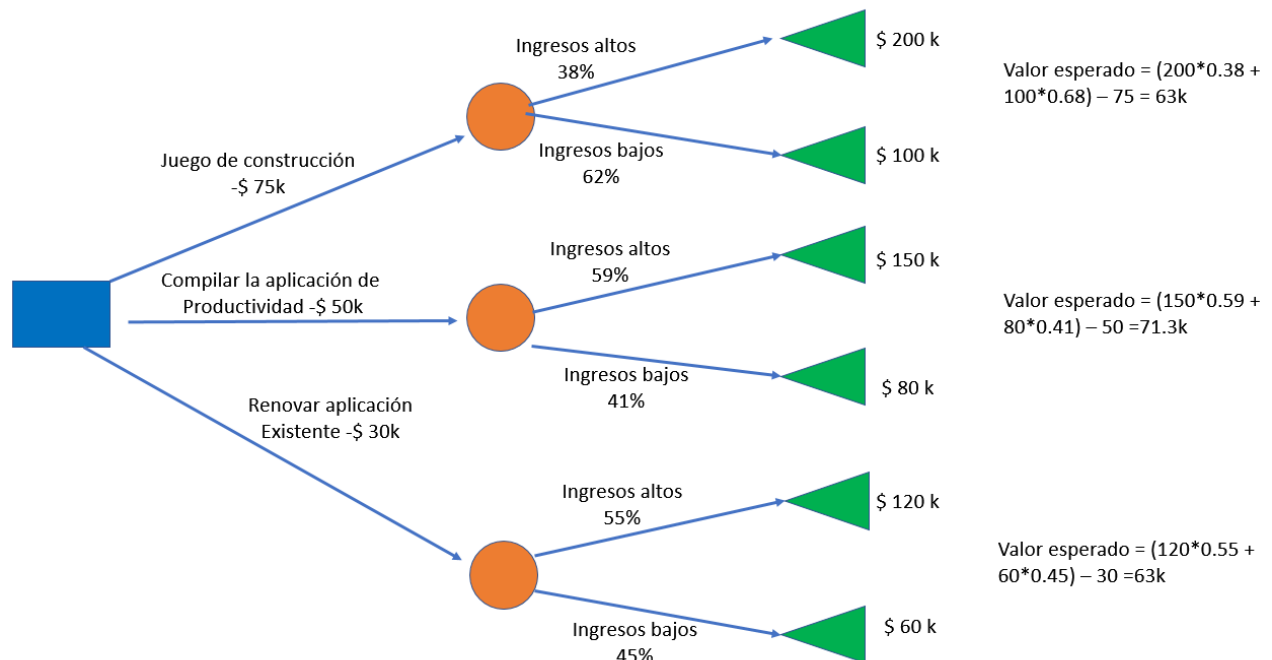 Ingresos altos
38%
$ 200 k
Valor esperado = (200*0.38 +
100*0.68) – 75 = 63k
Juego de construcción
-$ 75k
Ingresos bajos
62%
$ 100 k
Ingresos altos
59%
$ 150 k
Compilar la aplicación de
Productividad -$ 50k
Valor esperado = (150*0.59 +
80*0.41) – 50 =71.3k
Ingresos bajos
41%
$ 80 k
Renovar aplicación
Existente -$ 30k
Ingresos altos
55%
$ 120 k
Valor esperado = (120*0.55 +
60*0.45) – 30 =63k
Ingresos bajos
45%
$ 60 k